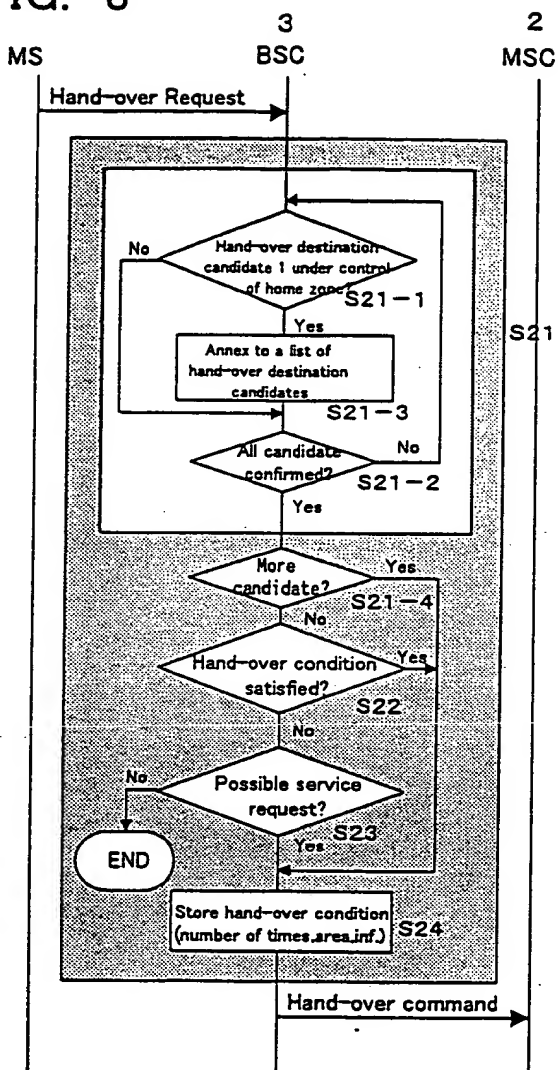 3
2
MS
BSC
MSC
Hand-over Request
Hand-over destination
candidate 1 under control
of home zone?
No
S21-1
Yes
S21
Annex to a list of
hand-over destination
candidates
S21-3
All candidate
confirmed?
No
S21-2
Yes
More
candidate?
Yes
S21-4
No
Hand-over condition
satisfied?
Yes
S22
No
Possible service
request?
No
S23
Yes
END
Store hand-over condition
(number of times,area,inf.)
S24
Hand-over command